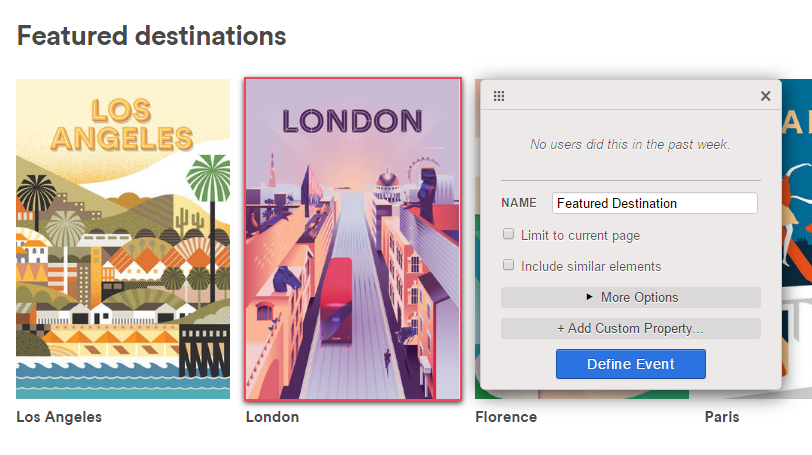 Featured destinations
LOS
ANGELES
LONDON
No users did this in the past week.
NAME Featured Destination
Limit to current page
Include similar elements
More Options
+ Add Custom Property...
Define Event
Los Angeles
London
Florence
Paris